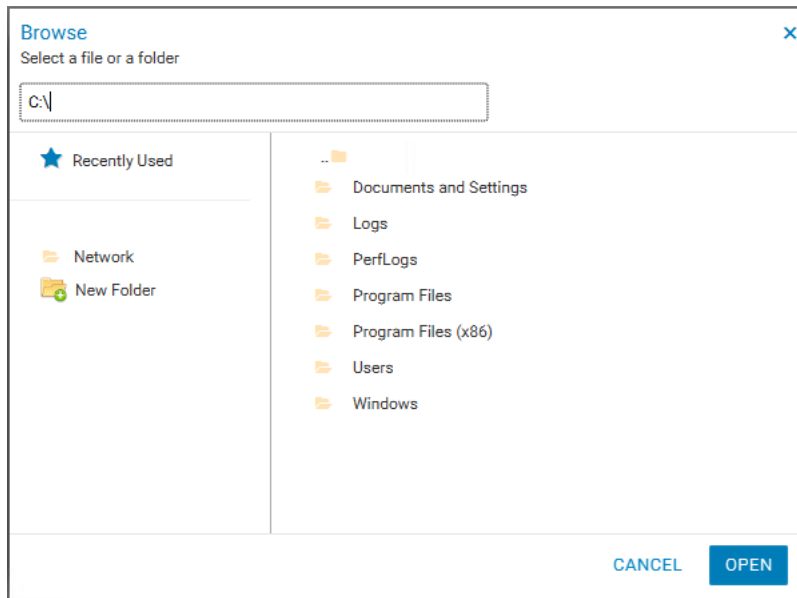 Browse
Select a file or a folder
C:\
Recently Used
Network
New Folder
..
Documents and Settings
Logs
PerfLogs
Program Files
Program Files (x86)
Users
Windows
CANCEL
OPEN